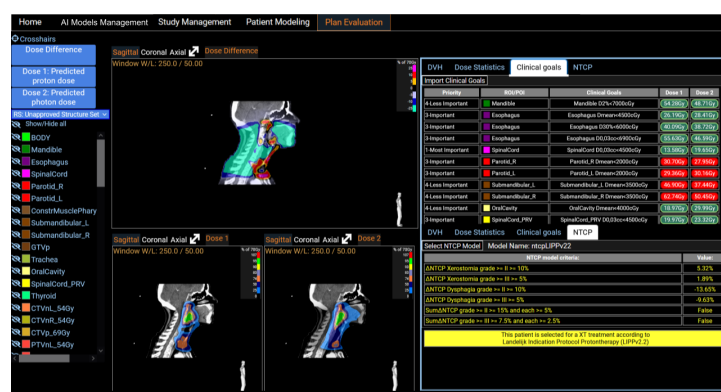 Home AI Models Management Study Management Patient Modeling Plan Evaluation
Crosshairs
Dose Difference
Dose 1: Predicted
proton dose
Dose 2: Predicted
photon dose
RS: Unapproved Structure Set
Show/Hide all
BODY
Mandible
Esophagus
SpinalCord
Parotid_R
Parotid_L
ConstrMusclePhary
Submandibular_L
Submandibular_R
GTVp
Trachea
OralCavity
SpinalCord_PRV
Thyroid
CTVnL_54Gy
CTVnR_54Gy
CTVp_69Gy
PTVnL_54Gy
Sagittal Coronal Axial Dose Difference
Window W/L: 250.0 / 50.00
Sagittal Coronal Axial Dose 1
Window W/L: 250.0 / 50.00
Sagittal Coronal Axial Dose 2
Window W/L: 250.0 / 50.00
DVH Dose Statistics Clinical goals NTCP
Import Clinical Goals
Priority ROI/POI Clinical Goals Dose 1 Dose 2
4-Less Important Mandible Mandible D2%<7000cGy 54.28Gy 48.71Gy
3-Important Esophagus Esophagus Dmean<4500cGy 26.19Gy 28.41Gy
3-Important Esophagus Esophagus D30%<6000cGy 40.09Gy 38.72Gy
3-Important Esophagus Esophagus D0,03cc<6900cGy 55.63Gy 46.59Gy
1-Most Important SpinalCord SpinalCord D0,03cc<4500cGy 13.58Gy 19.65Gy
3-Important Parotid_R Parotid_R Dmean<2000cGy 30.70Gy 27.95Gy
3-Important Parotid_L Parotid_L Dmean<2000cGy 29.36Gy 30.16Gy
4-Less Important Submandibular_L Submandibular_L Dmean<3500cGy 46.90Gy 37.44Gy
4-Less Important Submandibular_R Submandibular_R Dmean<3500cGy 62.74Gy 50.45Gy
4-Less Important OralCavity OralCavity Dmean<4000cGy 18.97Gy 29.99Gy
3-Important SpinalCord_PRV SpinalCord_PRV D0,03cc<4500cGy 19.97Gy 23.32Gy
DVH Dose Statistics Clinical goals NTCP
Select NTCP Model Model Name: ntcpLIPPv22
NTCP model criteria: Value:
ΔNTCP Xerostomia grade >= II >= 10% 5.32%
ΔNTCP Xerostomia grade >= III >= 5% 1.89%
ΔNTCP Dysphagia grade >= II >= 10% -13.65%
ΔNTCP Dysphagia grade >= III >= 5% -9.63%
SumΔNTCP grade >= II >= 15% and each >= 5% False
SumΔNTCP grade >= III >= 7.5% and each >= 2.5% False
This patient is selected for a XT treatment according to
Landelijk Indication Protocol Protontherapy (LIPPv2.2)